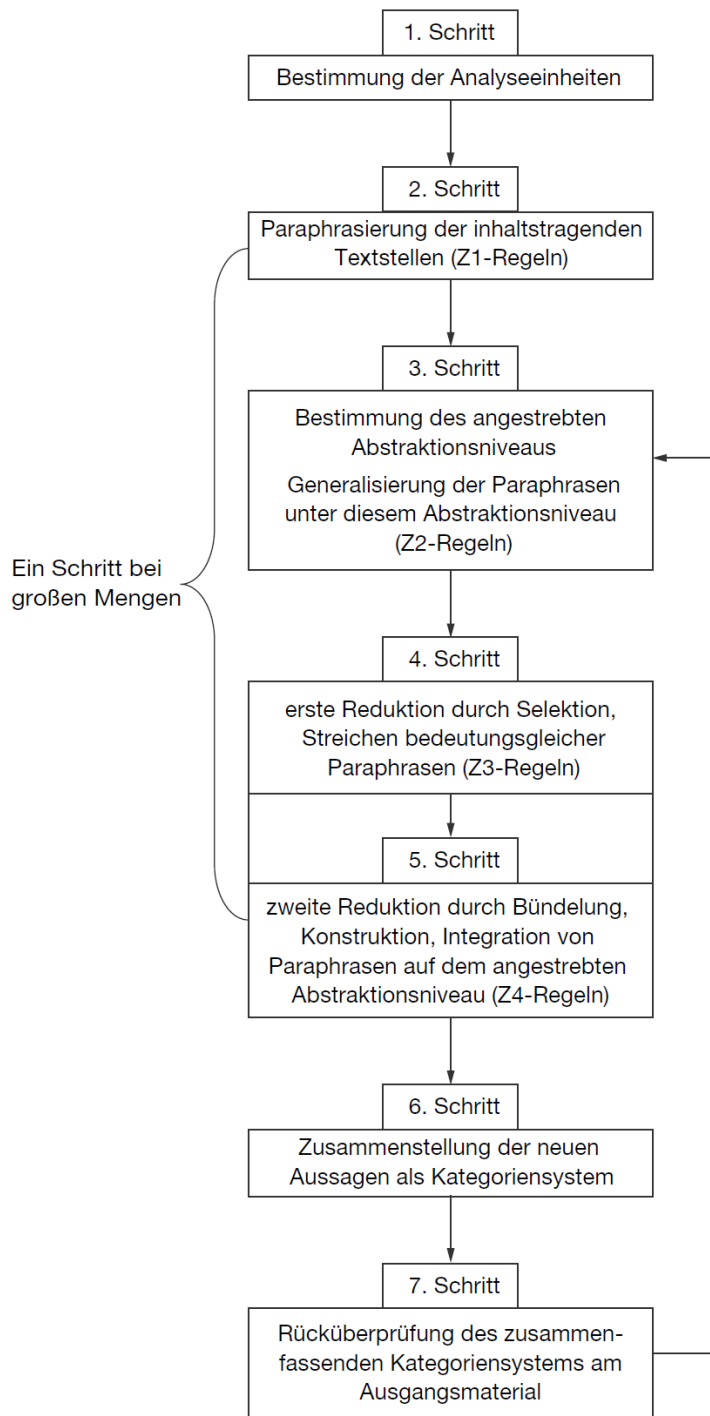 1. Schritt
Bestimmung der Analyseeinheiten
2. Schritt
Paraphrasierung der inhaltstragenden
Textstellen (Z1-Regeln)
3. Schritt
Bestimmung des angestrebten
Abstraktionsniveaus
Generalisierung der Paraphrasen
unter diesem Abstraktionsniveau
(Z2-Regeln)
Ein Schritt bei
großen Mengen
4. Schritt
erste Reduktion durch Selektion,
Streichen bedeutungsgleicher
Paraphrasen (Z3-Regeln)
5. Schritt
zweite Reduktion durch Bündelung,
Konstruktion, Integration von
Paraphrasen auf dem angestrebten
Abstraktionsniveau (Z4-Regeln)
6. Schritt
Zusammenstellung der neuen
Aussagen als Kategoriensystem
7. Schritt
Rücküberprüfung des zusammen-
fassenden Kategoriensystems am
Ausgangsmaterial